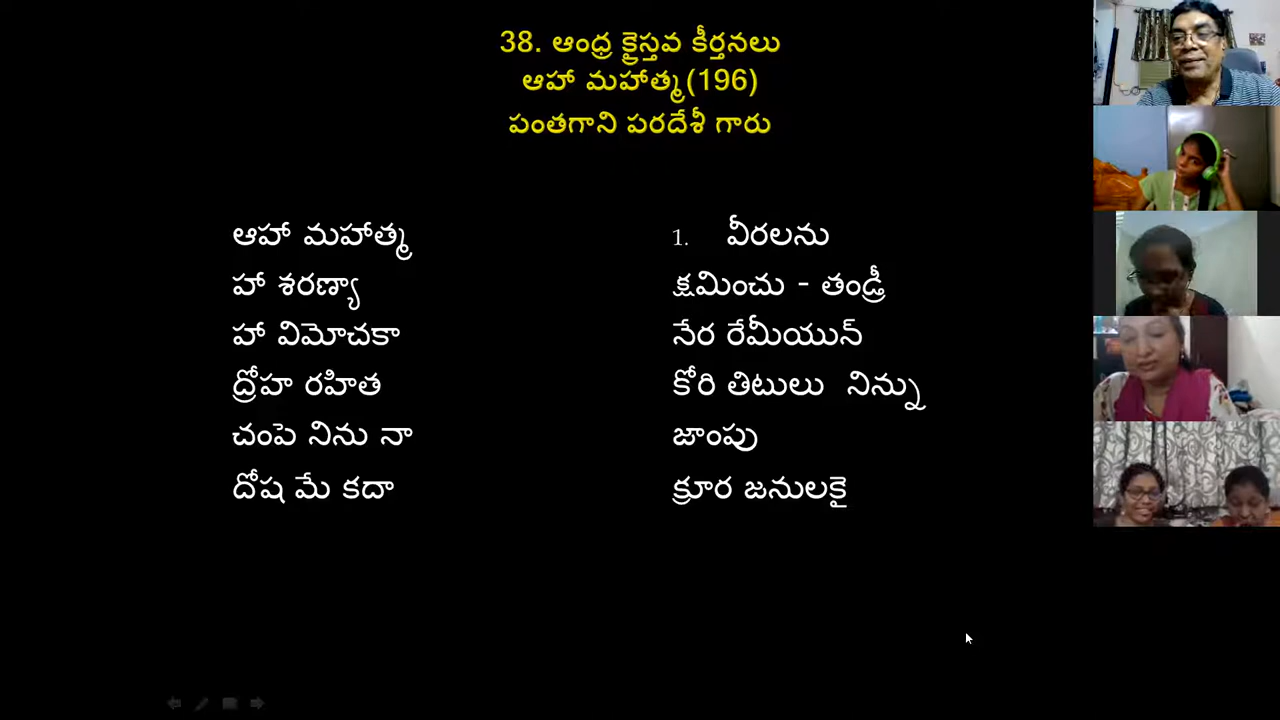 38. ఆంధ్ర క్రైస్తవ కీర్తనలు
ఆహా మహాత్మ(196)
పంతగాని పరదేశీ గారు
ఆహా మహాత్మ
హా శరణ్యా
హా విమోచకా
ద్రోహ రహిత
చంపె నిను నా
దోష మే కదా
1. వీరలను
క్షమించు - తండ్రీ
నేర రేమీయున్
కోరి తిటులు నిన్ను
జాంపు
క్రూర జనులకై